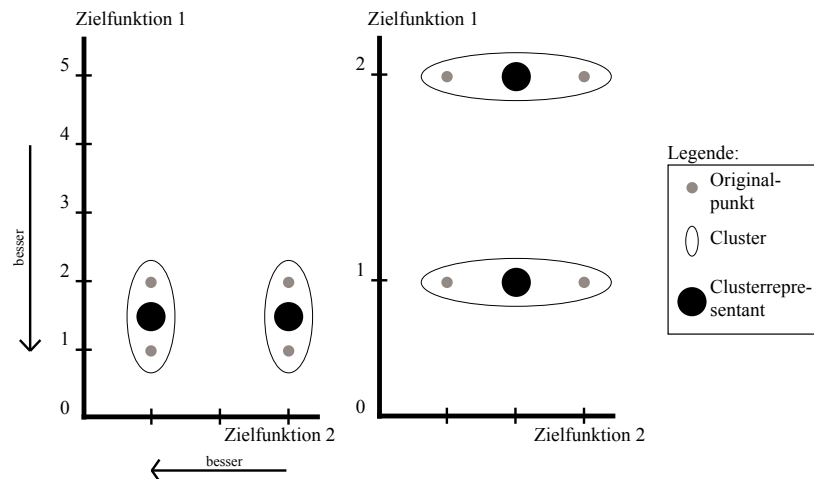 Zielfunktion 1
5
4
3
2
1
0
besser
Zielfunktion 2
besser
Zielfunktion 1
2
1
0
Zielfunktion 2
Legende:
Original-
punkt
Cluster
Clusterrepre-
sentant